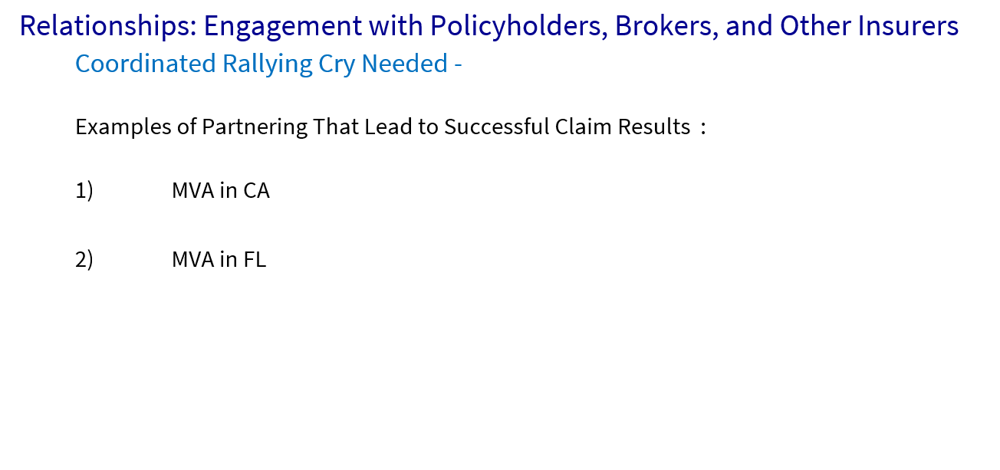 Relationships: Engagement with Policyholders, Brokers, and Other Insurers
Coordinated Rallying Cry Needed -
Examples of Partnering That Lead to Successful Claim Results :
1) MVA in CA
2) MVA in FL